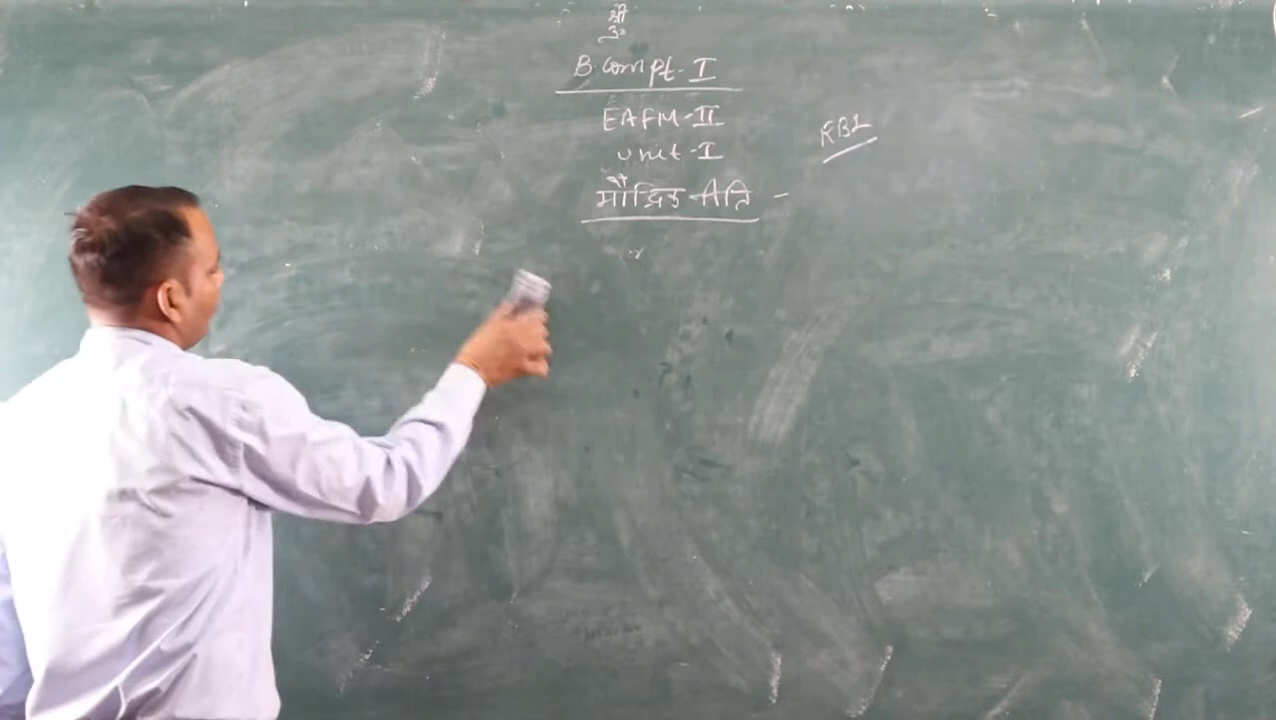 श्री
ॐ
B.Com pt.-I
EAFM-II
Unit-I
मौद्रिक नीति -
RBI